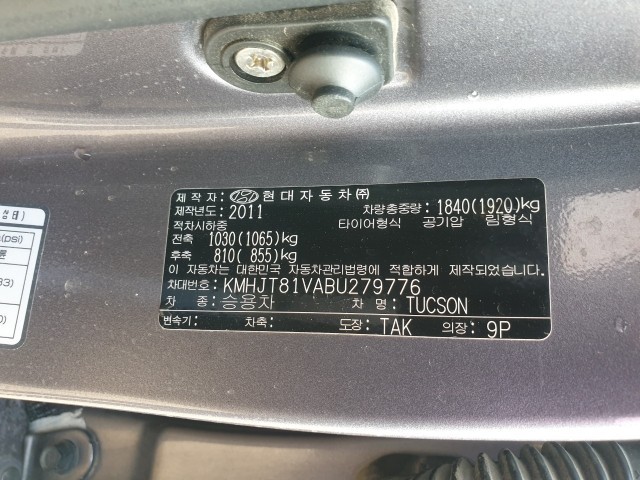 제작자: 현대자동차㈜
제작년도: 2011 차량총중량: 1840(1920)kg
적차시하중 타이어형식 공기압 림형식
전축 1030(1065)kg
후축 810( 855)kg
이 자동차는 대한민국 자동차관리법령에 적합하게 제작되었음.
차대번호: KMHJT81VABU279776
차 종: 승용차 차 명: TUCSON
변속기: 차축: 도장: TAK 의장: 9P